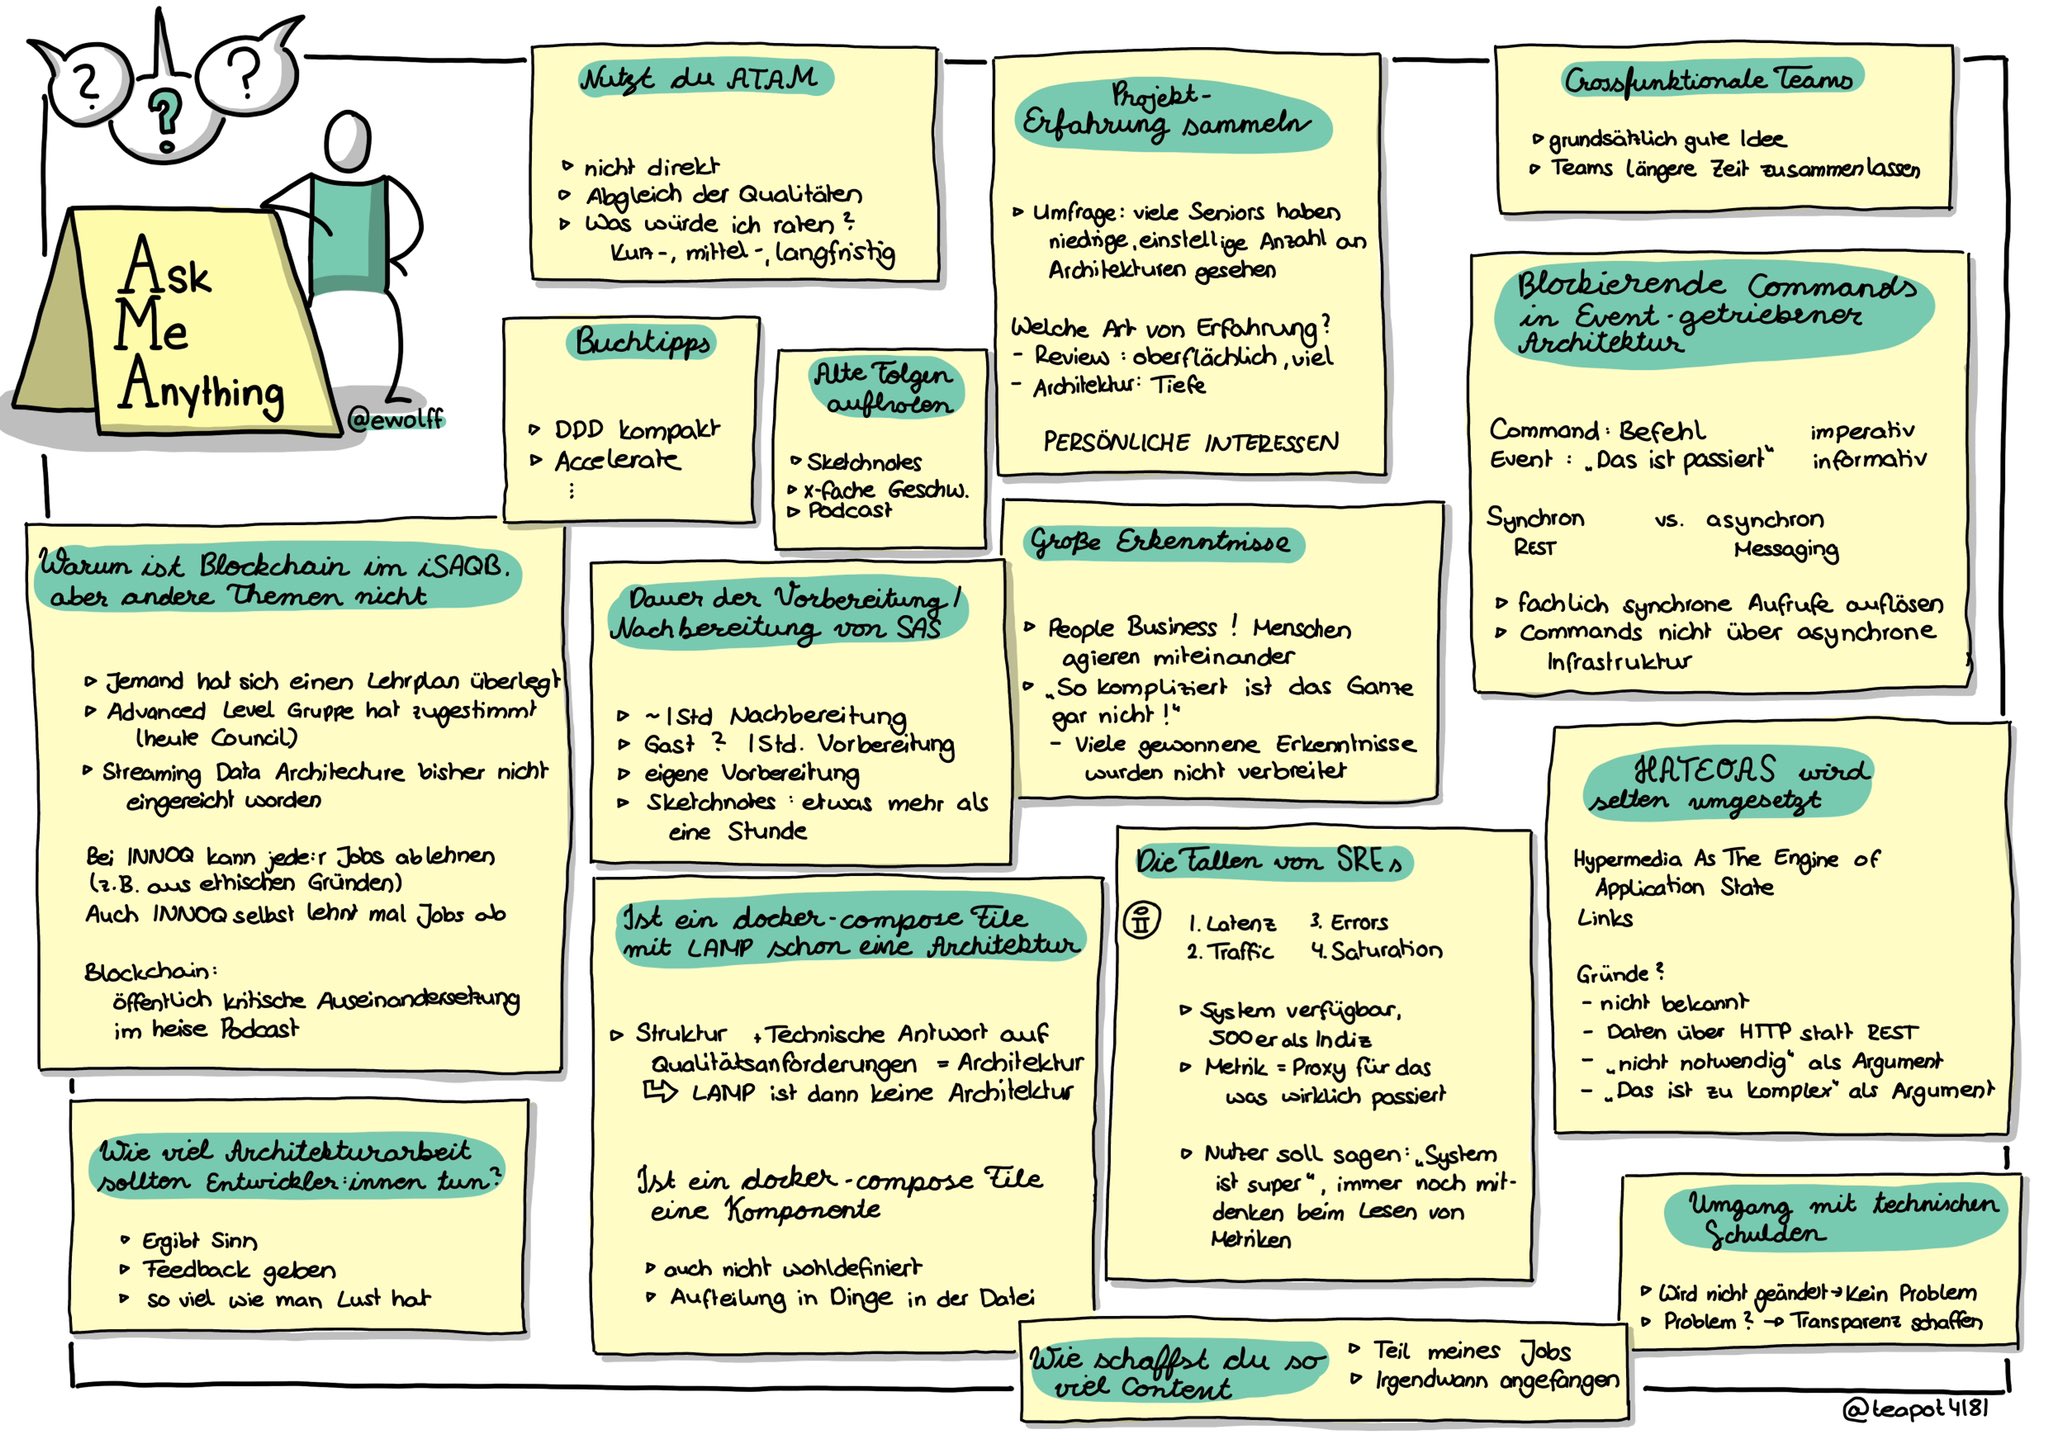 ?
?
?
Ask
Me
Anything
@ewolff
Nutzt du ATAM
▹ nicht direkt
▹ Abgleich der Qualitäten
▹ Was würde ich raten?
Kurz-, mittel-, langfristig
Projekt-
Erfahrung sammeln
▹ Umfrage: viele Seniors haben
niedrige, einstellige Anzahl an
Architekturen gesehen
Welche Art von Erfahrung?
- Review: oberflächlich, viel
- Architektur: Tiefe
PERSÖNLICHE INTERESSEN
Crossfunktionale Teams
▹ grundsätzlich gute Idee
▹ Teams längere Zeit zusammenlassen
Buchtipps
▹ DDD kompakt
▹ Accelerate
⋮
Alte Folgen
aufholen
▹ Sketchnotes
▹ x-fache Geschw.
▹ Podcast
Blockierende Commands
in Event-getriebener
Architektur
Command: Befehl imperativ
Event: „Das ist passiert" informativ
Synchron vs. asynchron
REST Messaging
▹ fachlich synchrone Aufrufe auflösen
▹ Commands nicht über asynchrone
Infrastruktur
Warum ist Blockchain im iSAQB,
aber andere Themen nicht
▹ Jemand hat sich einen Lehrplan überlegt
▹ Advanced Level Gruppe hat zugestimmt
(heute Council)
▹ Streaming Data Architecture bisher nicht
eingereicht worden
Bei INNOQ kann jede:r Jobs ablehnen
(z.B. aus ethischen Gründen)
Auch INNOQ selbst lehnt mal Jobs ab
Blockchain:
öffentlich kritische Auseinandersetzung
im heise Podcast
Dauer der Vorbereitung/
Nachbereitung von SAS
▹ ~1Std Nachbereitung
▹ Gast? 1Std. Vorbereitung
▹ eigene Vorbereitung
▹ Sketchnotes: etwas mehr als
eine Stunde
Große Erkenntnisse
▹ People Business! Menschen
agieren miteinander
▹ „So kompliziert ist das Ganze
gar nicht!"
- Viele gewonnene Erkenntnisse
wurden nicht verbreitet
HATEOAS wird
selten umgesetzt
Hypermedia As The Engine of
Application State
Links
Gründe?
- nicht bekannt
- Daten über HTTP statt REST
- „nicht notwendig" als Argument
- „Das ist zu komplex" als Argument
Die Fallen von SREs
i
1. Latenz 3. Errors
2. Traffic 4. Saturation
▹ System verfügbar,
500er als Indiz
▹ Metrik = Proxy für das
was wirklich passiert
▹ Nutzer soll sagen: „System
ist super", immer noch mit-
denken beim Lesen von
Metriken
Ist ein docker-compose File
mit LAMP schon eine Architektur
▹ Struktur + Technische Antwort auf
Qualitätsanforderungen = Architektur
↳ LAMP ist dann keine Architektur
Ist ein docker-compose File
eine Komponente
▹ auch nicht wohldefiniert
▹ Aufteilung in Dinge in der Datei
Wie viel Architekturarbeit
sollten Entwickler:innen tun?
▹ Ergibt Sinn
▹ Feedback geben
▹ so viel wie man Lust hat
Umgang mit technischen
Schulden
▹ Wird nicht geändet → Kein Problem
▹ Problem? → Transparenz schaffen
Wie schaffst du so
viel Content
▹ Teil meines Jobs
▹ Irgendwann angefangen
@teapot4181